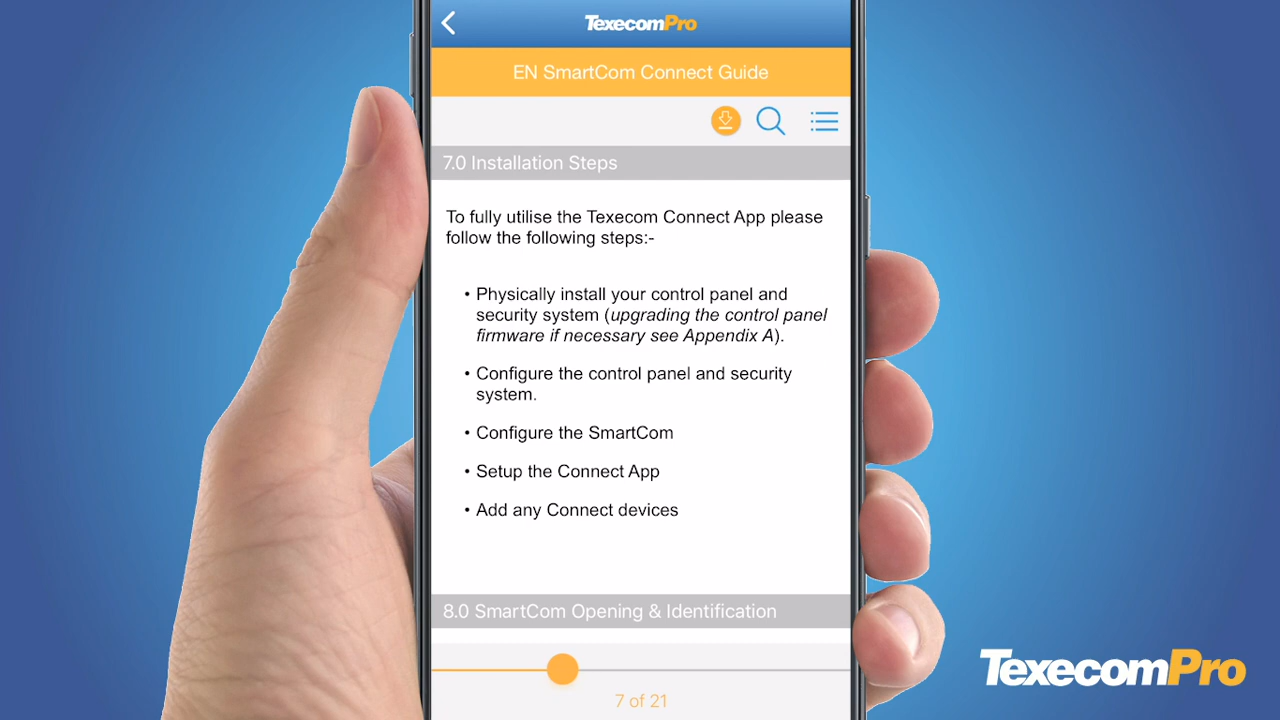 TexecomPro
EN SmartCom Connect Guide
7.0 Installation Steps
To fully utilise the Texecom Connect App please
follow the following steps:-
• Physically install your control panel and
security system (upgrading the control panel
firmware if necessary see Appendix A).
• Configure the control panel and security
system.
• Configure the SmartCom
• Setup the Connect App
• Add any Connect devices
8.0 SmartCom Opening & Identification
7 of 21
TexecomPro